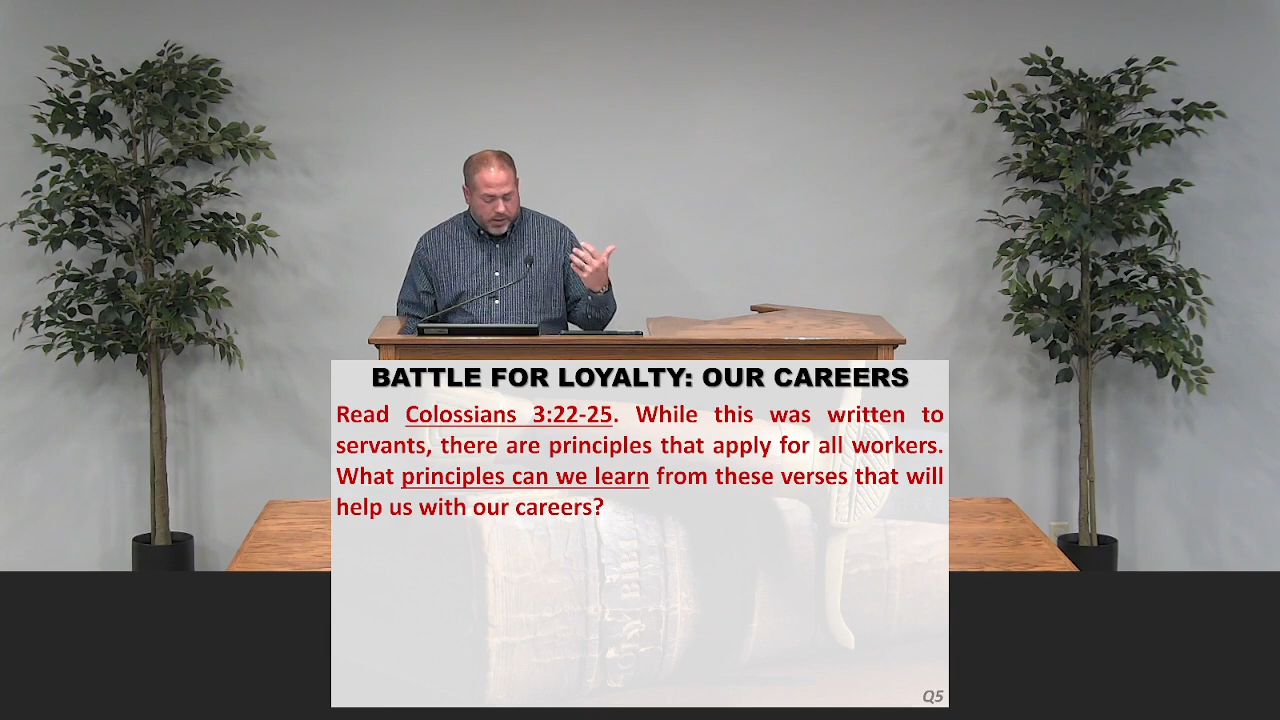 BATTLE FOR LOYALTY: OUR CAREERS
Read Colossians 3:22-25. While this was written to
servants, there are principles that apply for all workers.
What principles can we learn from these verses that will
help us with our careers?
Q5